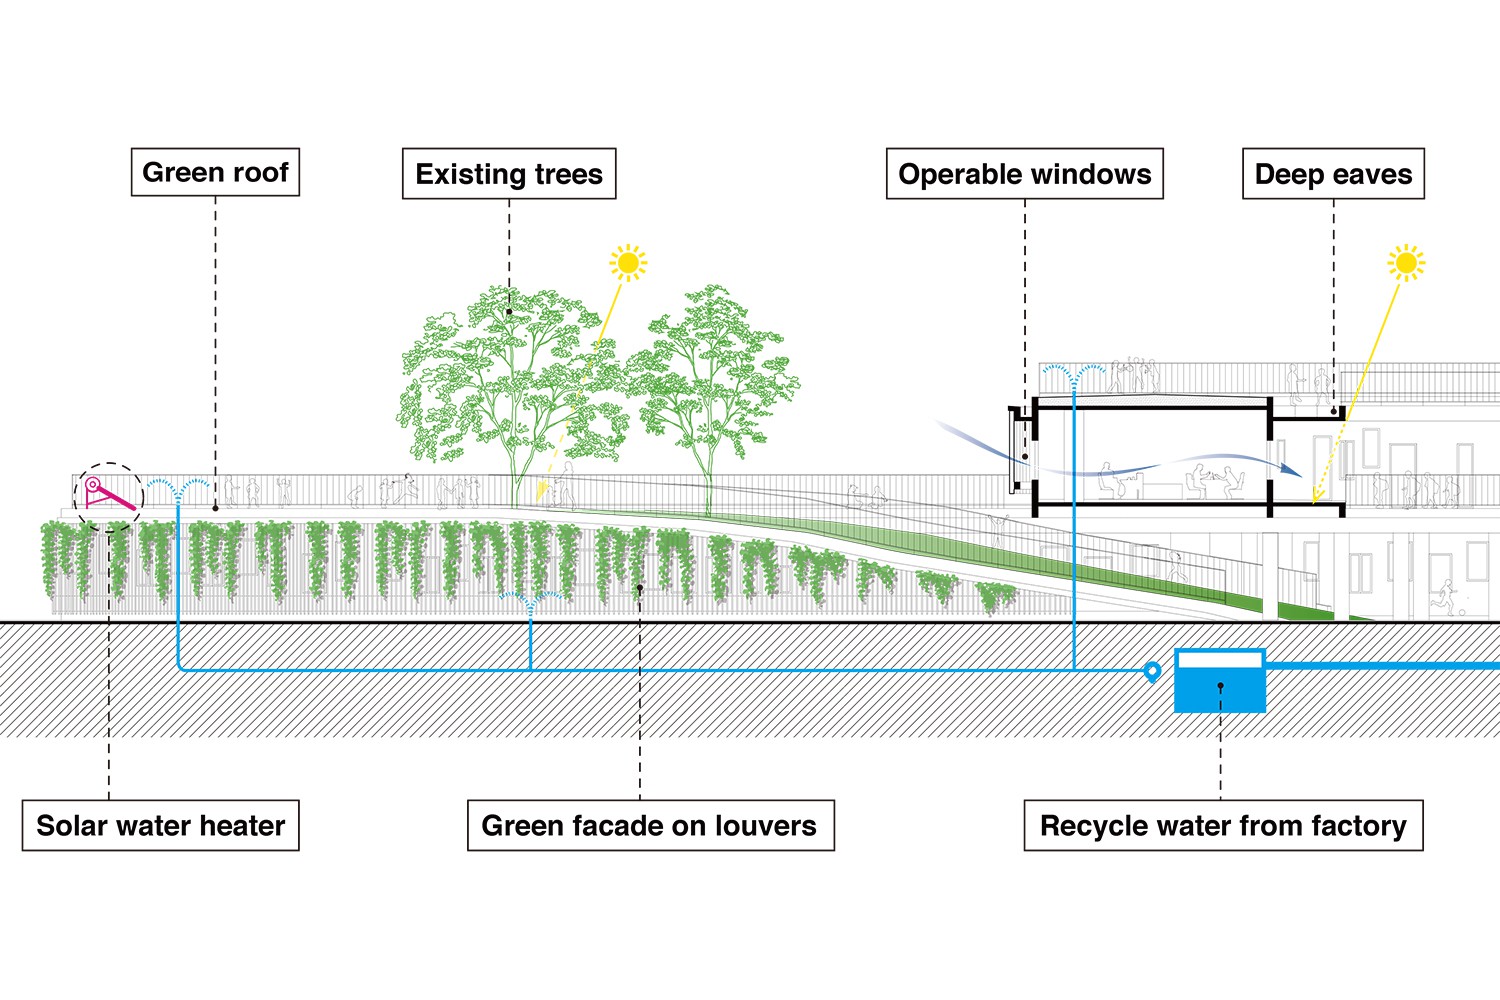 Green roof
Existing trees
Operable windows
Deep eaves
Solar water heater
Green facade on louvers
Recycle water from factory